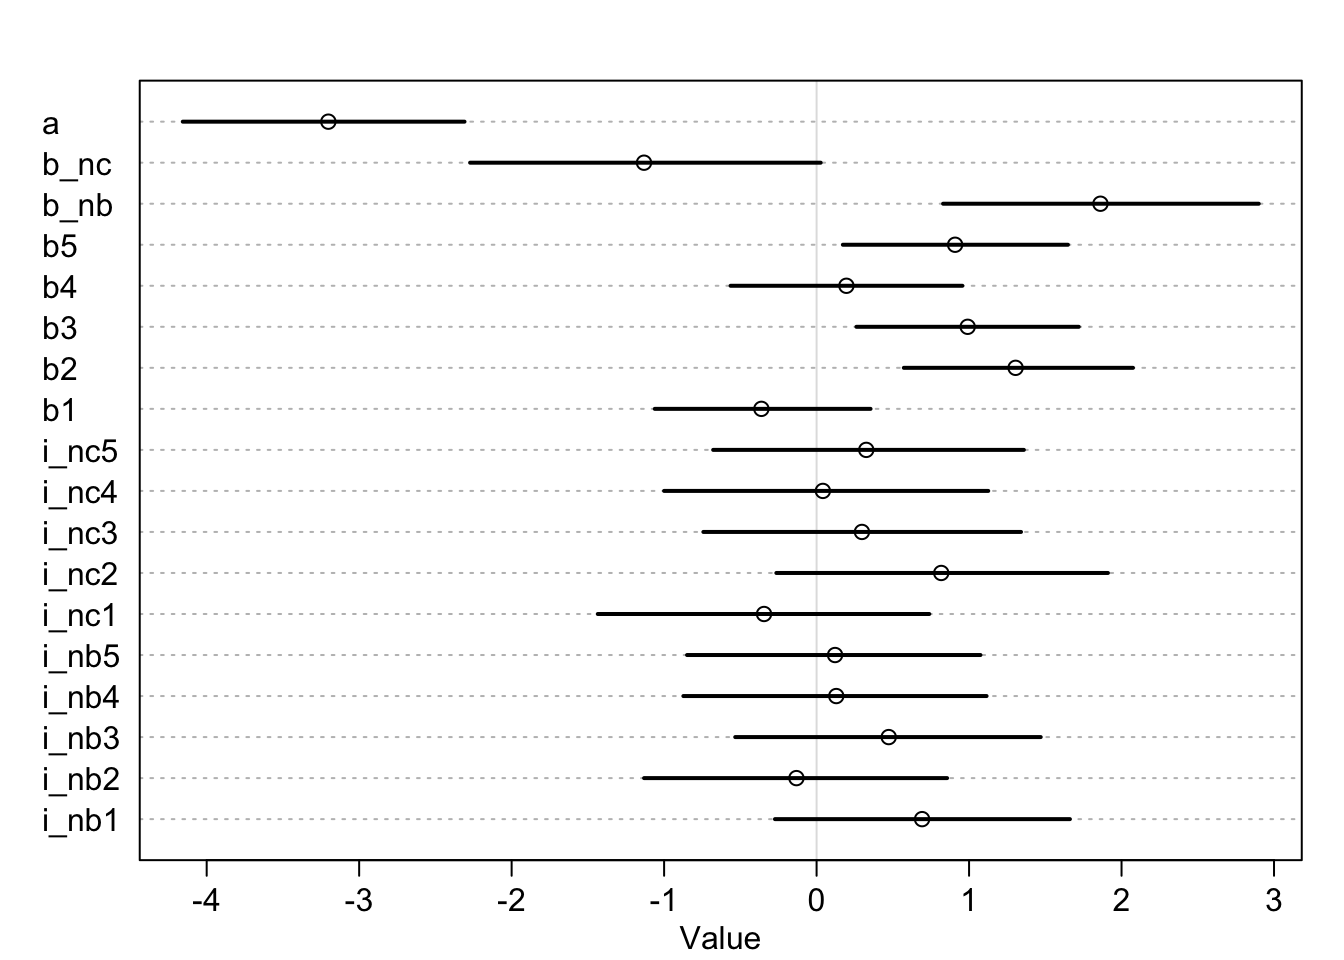 a
b_nc
b_nb
b5
b4
b3
b2
b1
i_nc5
i_nc4
i_nc3
i_nc2
i_nc1
i_nb5
i_nb4
i_nb3
i_nb2
i_nb1
-4 -3 -2 -1 0 1 2 3
Value